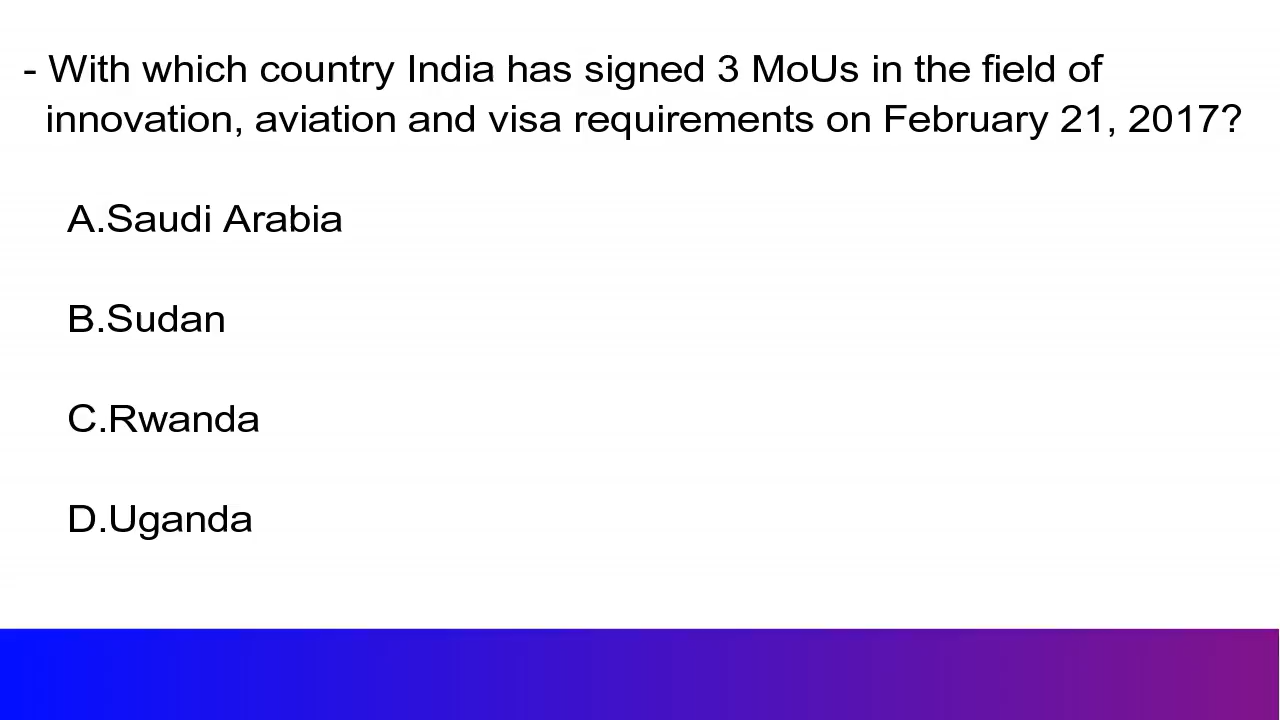 - With which country India has signed 3 MoUs in the field of
innovation, aviation and visa requirements on February 21, 2017?
A.Saudi Arabia
B.Sudan
C.Rwanda
D.Uganda